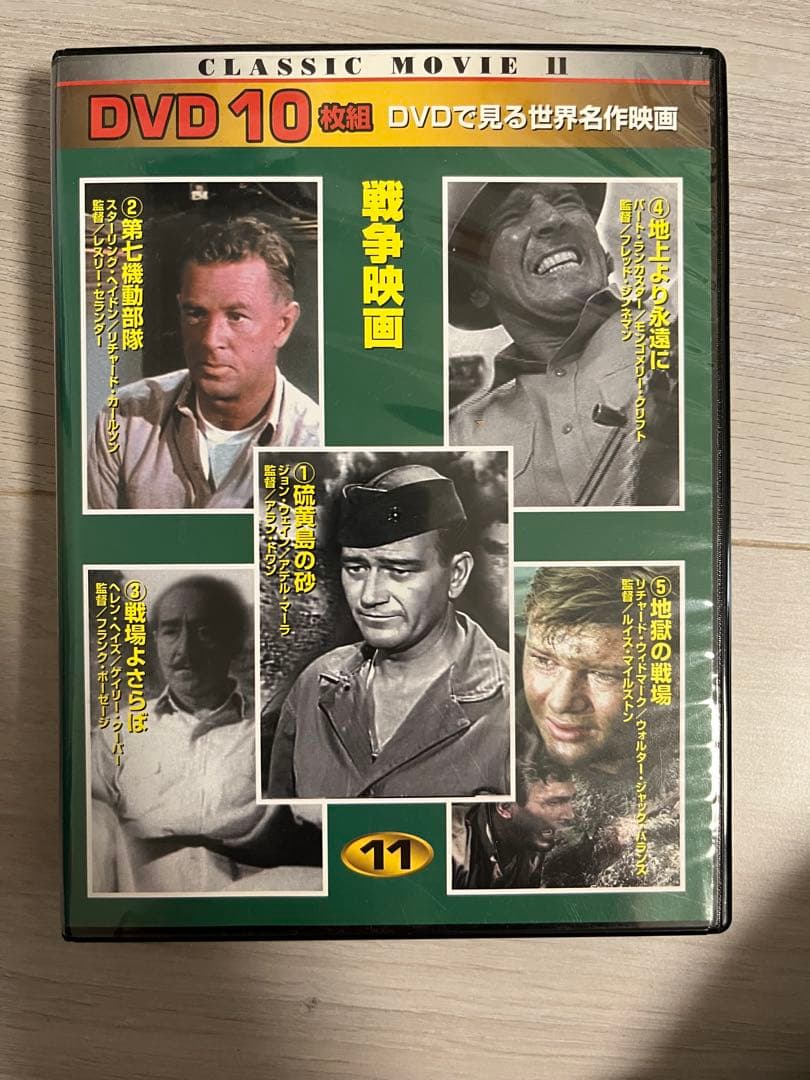 CLASSIC MOVIE II
DVD10枚組 DVDで見る世界名作映画
戦争映画
②第七機動部隊
スターリング・ヘイドン/リチャード・カールソン
監督/レスリー・セランダー
④地上より永遠に
バート・ランカスター/モンゴメリー・クリフト
監督/フレッド・ジンネマン
①硫黄島の砂
ジョン・ウェイン/アデル・マーラ
監督/アラン・ドワン
③戦場よさらば
ヘレン・ヘイズ/ゲイリー・クーパー
監督/フランク・ボーゼージ
⑤地獄の戦場
リチャード・ウィドマーク/ウォルター・ジャック・パランス
監督/ルイス・マイルストン
11